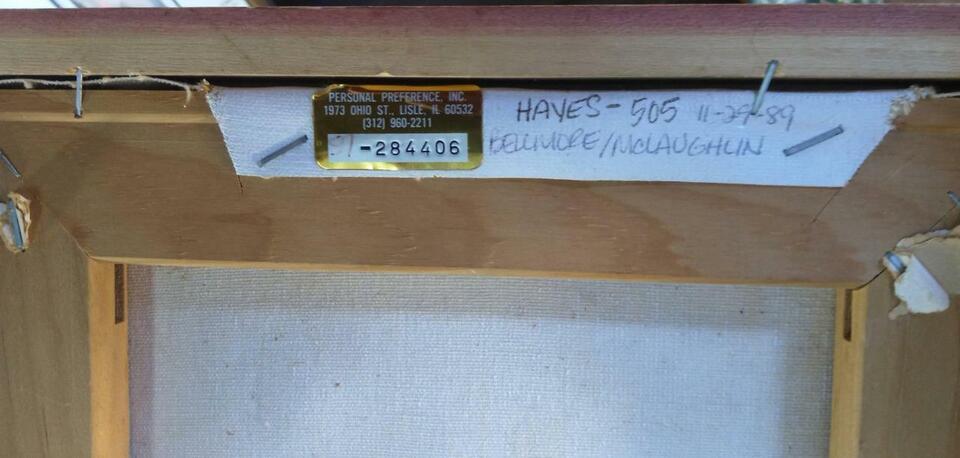 PERSONAL PREFERENCE, INC.
1973 OHIO ST., LISLE, IL 60532
(312) 960-2211
-284406
HAYES-505 11-29-89
BELLMORE/MCLAUGHLIN